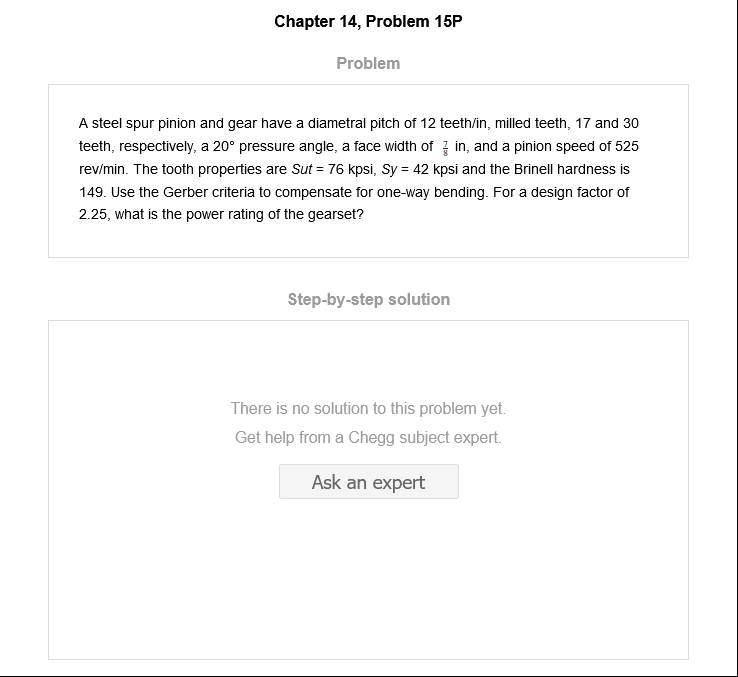 Chapter 14, Problem 15P
Problem
A steel spur pinion and gear have a diametral pitch of 12 teeth/in, milled teeth, 17 and 30
teeth, respectively, a 20° pressure angle, a face width of 7/8 in, and a pinion speed of 525
rev/min. The tooth properties are Sut = 76 kpsi, Sy = 42 kpsi and the Brinell hardness is
149. Use the Gerber criteria to compensate for one-way bending. For a design factor of
2.25, what is the power rating of the gearset?
Step-by-step solution
There is no solution to this problem yet.
Get help from a Chegg subject expert.
Ask an expert